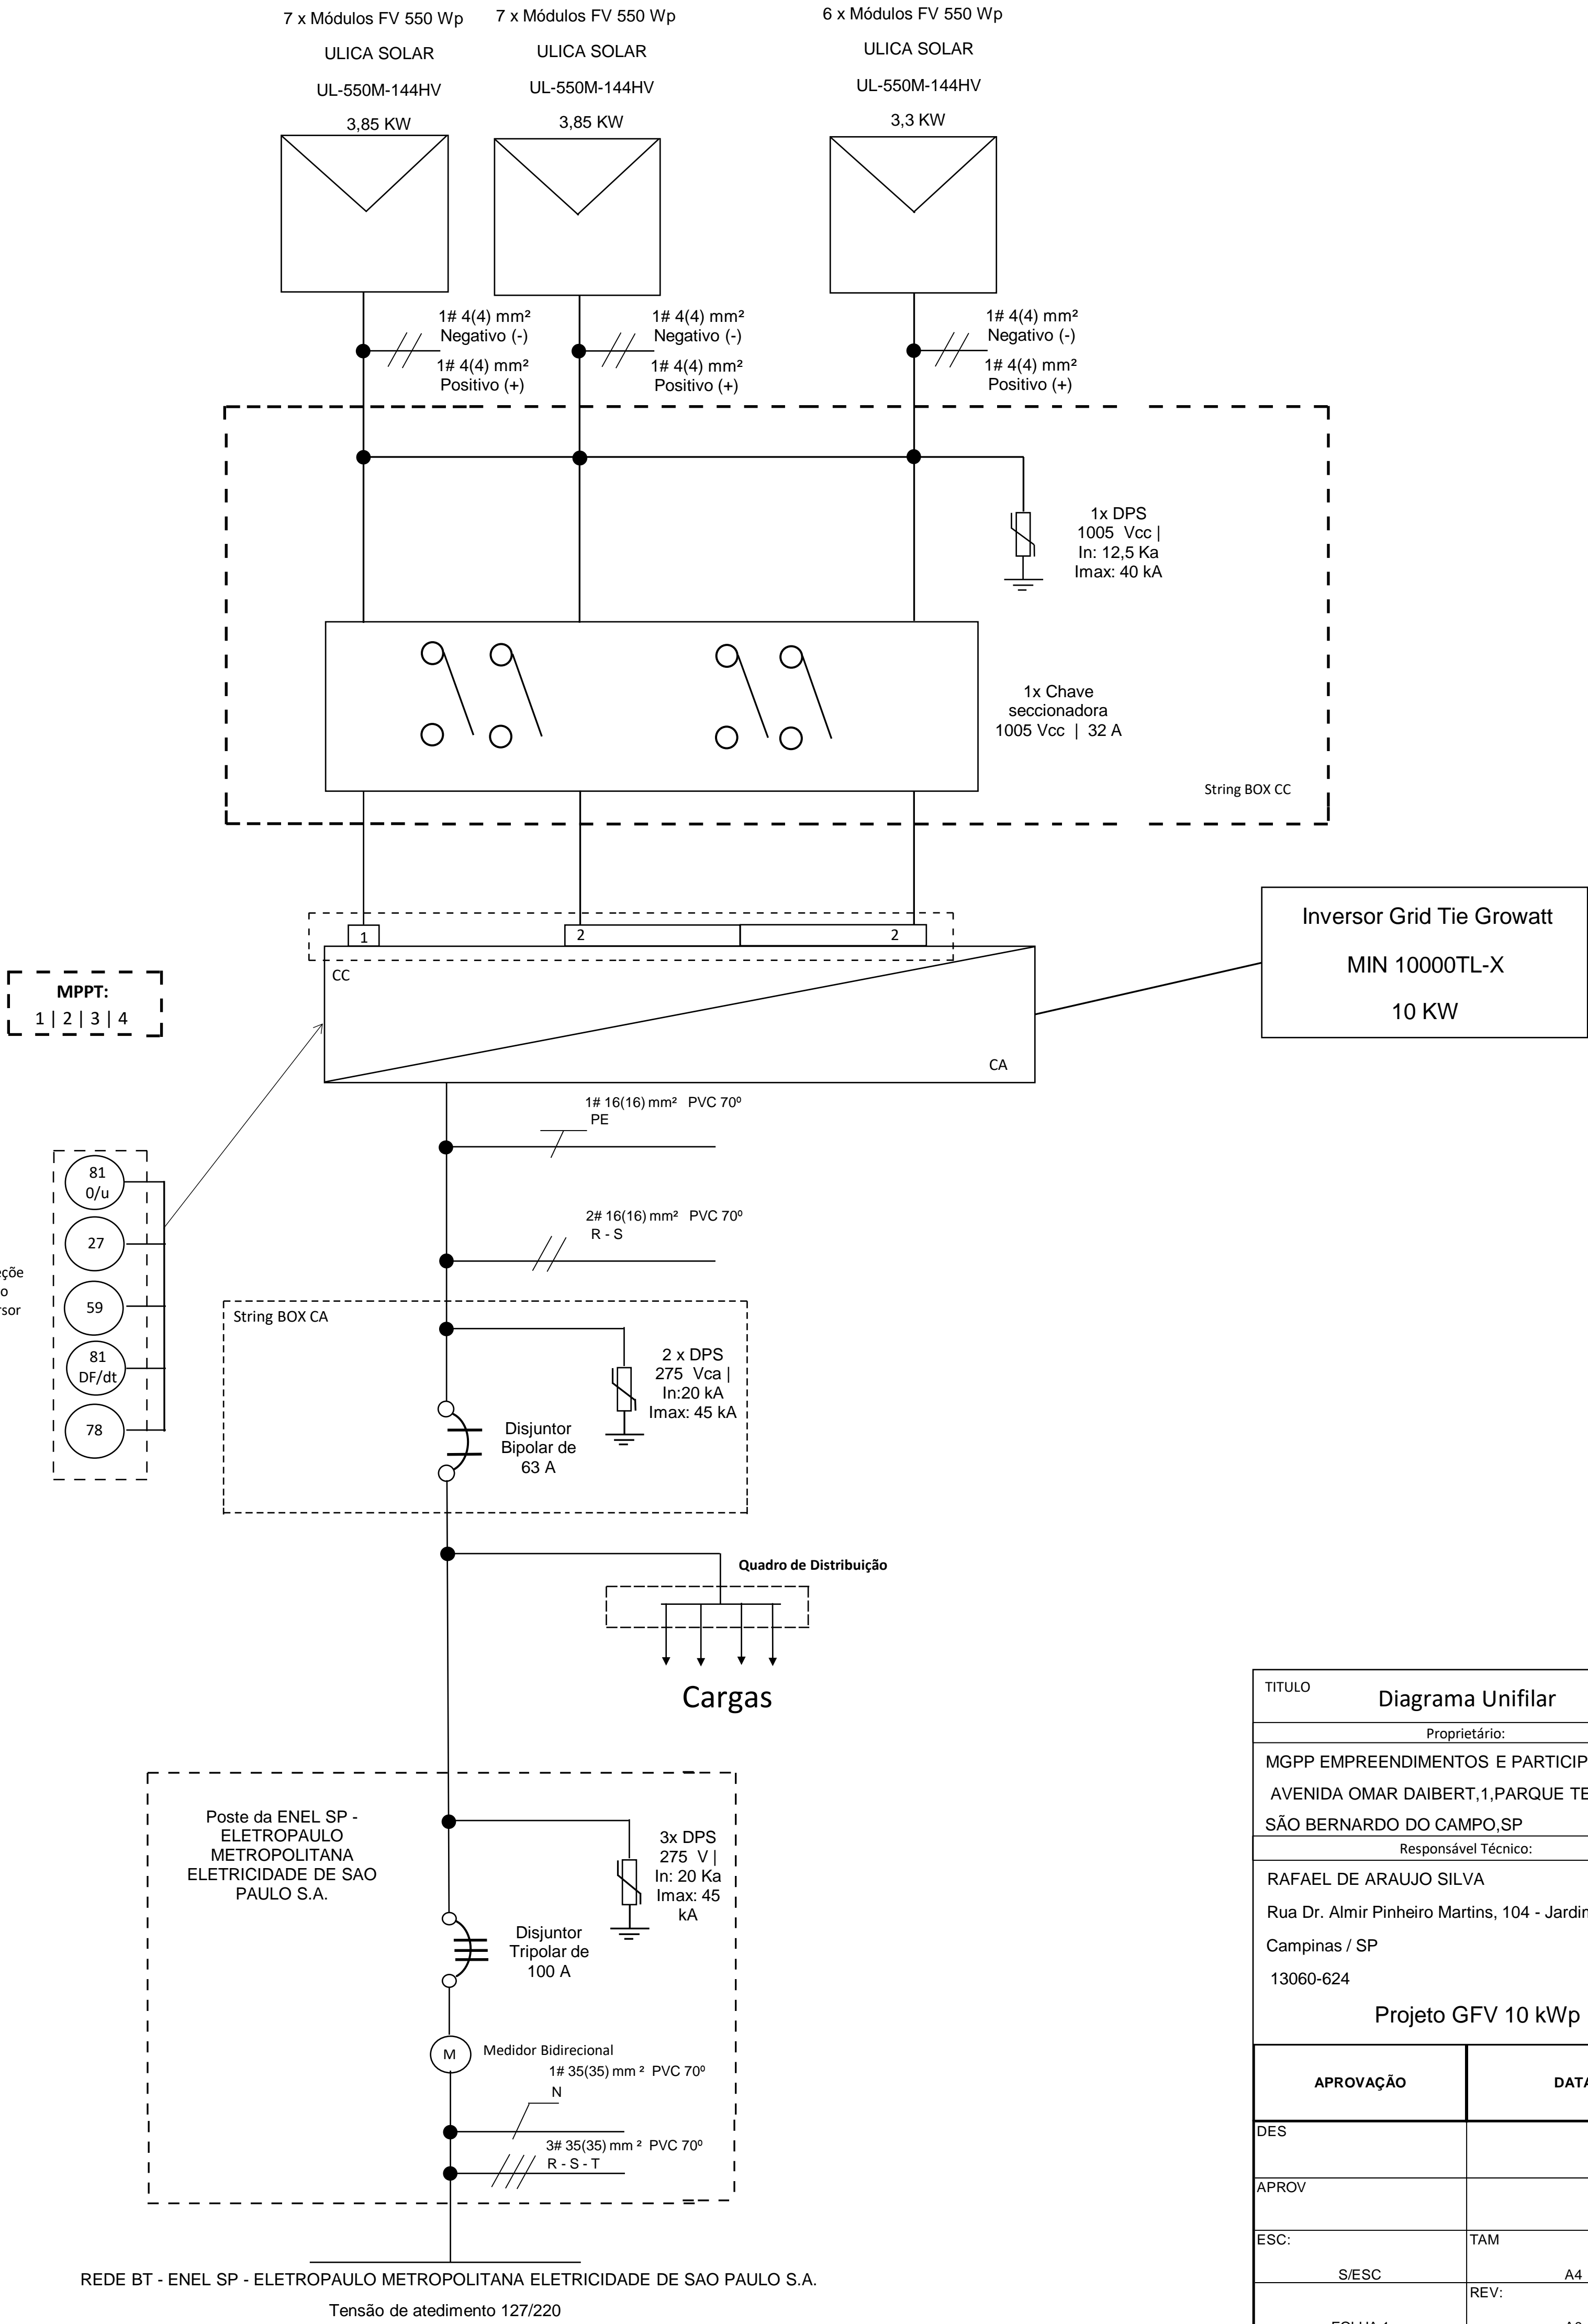 7 x Módulos FV 550 Wp
ULICA SOLAR
UL-550M-144HV
3,85 KW
7 x Módulos FV 550 Wp
ULICA SOLAR
UL-550M-144HV
3,85 KW
6 x Módulos FV 550 Wp
ULICA SOLAR
UL-550M-144HV
3,3 KW
1# 4(4) mm²
Negativo (-)
1# 4(4) mm²
Positivo (+)
1# 4(4) mm²
Negativo (-)
1# 4(4) mm²
Positivo (+)
1# 4(4) mm²
Negativo (-)
1# 4(4) mm²
Positivo (+)
1x DPS
1005 Vcc |
In: 12,5 Ka
Imax: 40 kA
1x Chave
seccionadora
1005 Vcc | 32 A
String BOX CC
1
2
2
CC
CA
Inversor Grid Tie Growatt
MIN 10000TL-X
10 KW
MPPT:
1 | 2 | 3 | 4
1# 16(16) mm² PVC 70º
PE
2# 16(16) mm² PVC 70º
R - S
81
0/u
27
59
81
DF/dt
78
String BOX CA
2 x DPS
275 Vca |
In:20 kA
Imax: 45 kA
Disjuntor
Bipolar de
63 A
Quadro de Distribuição
Cargas
Poste da ENEL SP -
ELETROPAULO
METROPOLITANA
ELETRICIDADE DE SAO
PAULO S.A.
3x DPS
275 V |
In: 20 Ka
Imax: 45
kA
Disjuntor
Tripolar de
100 A
M
Medidor Bidirecional
1# 35(35) mm ² PVC 70º
N
3# 35(35) mm ² PVC 70º
R - S - T
REDE BT - ENEL SP - ELETROPAULO METROPOLITANA ELETRICIDADE DE SAO PAULO S.A.
Tensão de atedimento 127/220
TITULO
Diagrama Unifilar
Proprietário:
MGPP EMPREENDIMENTOS E
AVENIDA OMAR DAIBERT,1,PARQUE
SÃO BERNARDO DO CAMPO,SP
Responsável Técnico:
RAFAEL DE ARAUJO SILVA
Rua Dr. Almir Pinheiro Martins, 104 -
Campinas / SP
13060-624
Projeto GFV 10 kWp
APROVAÇÃO
DES
APROV
ESC:
S/ESC
TAM
A4
REV: